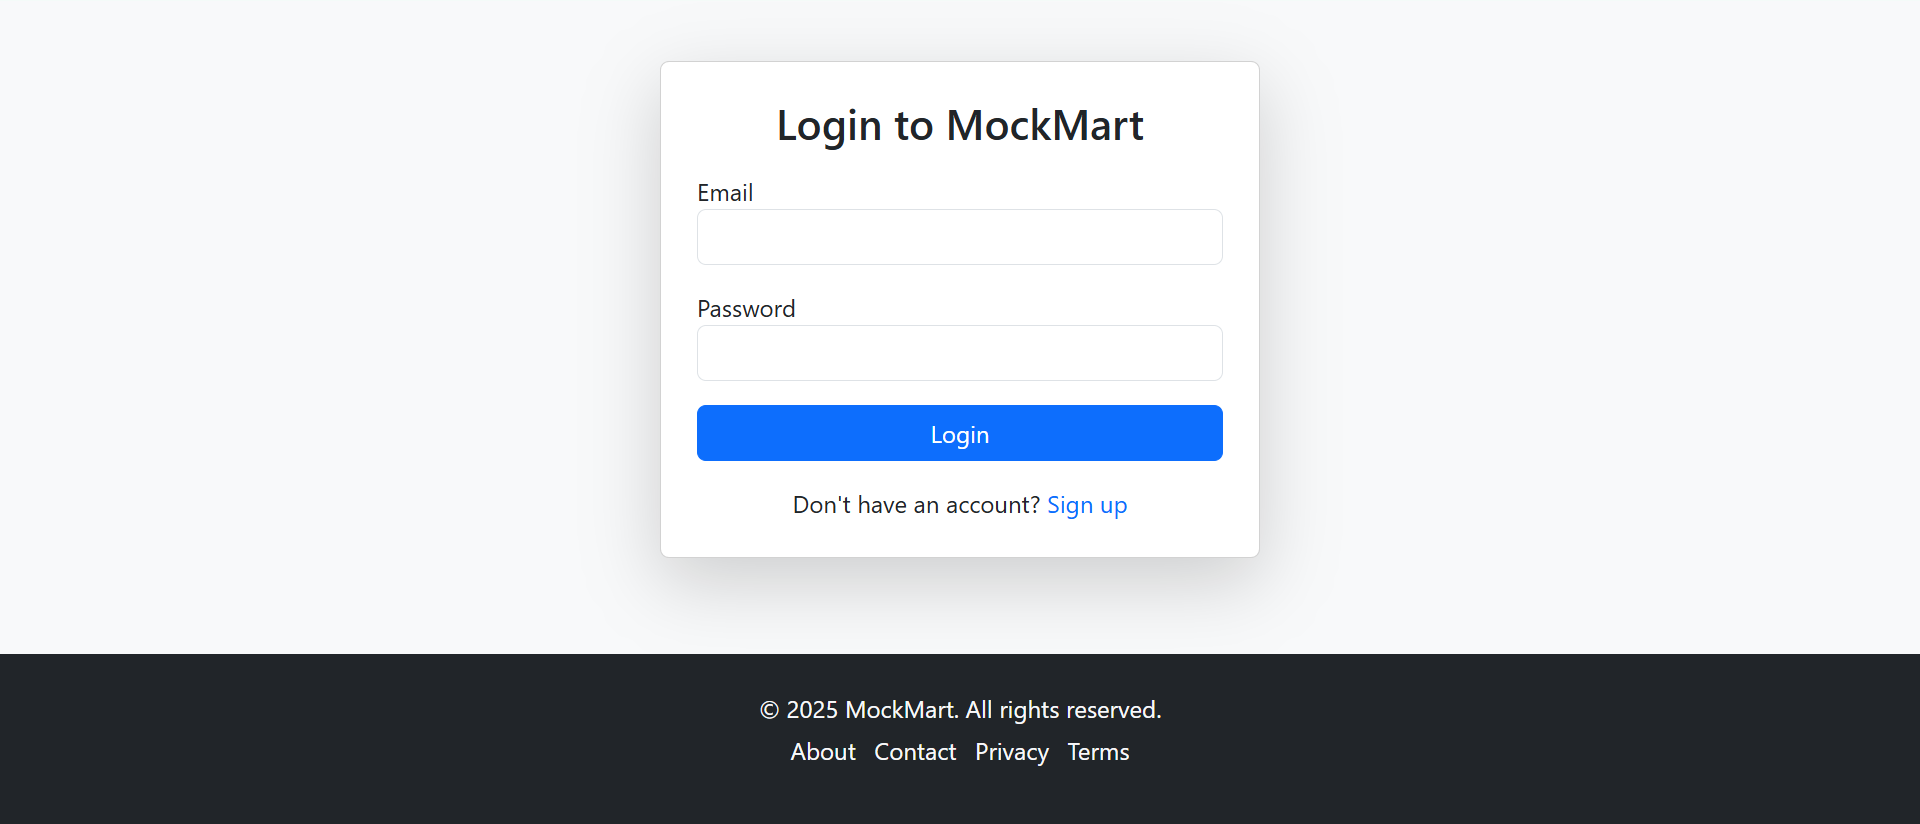 Login to MockMart
Email
Password
Login
Don't have an account? Sign up
© 2025 MockMart. All rights reserved.
About Contact Privacy Terms